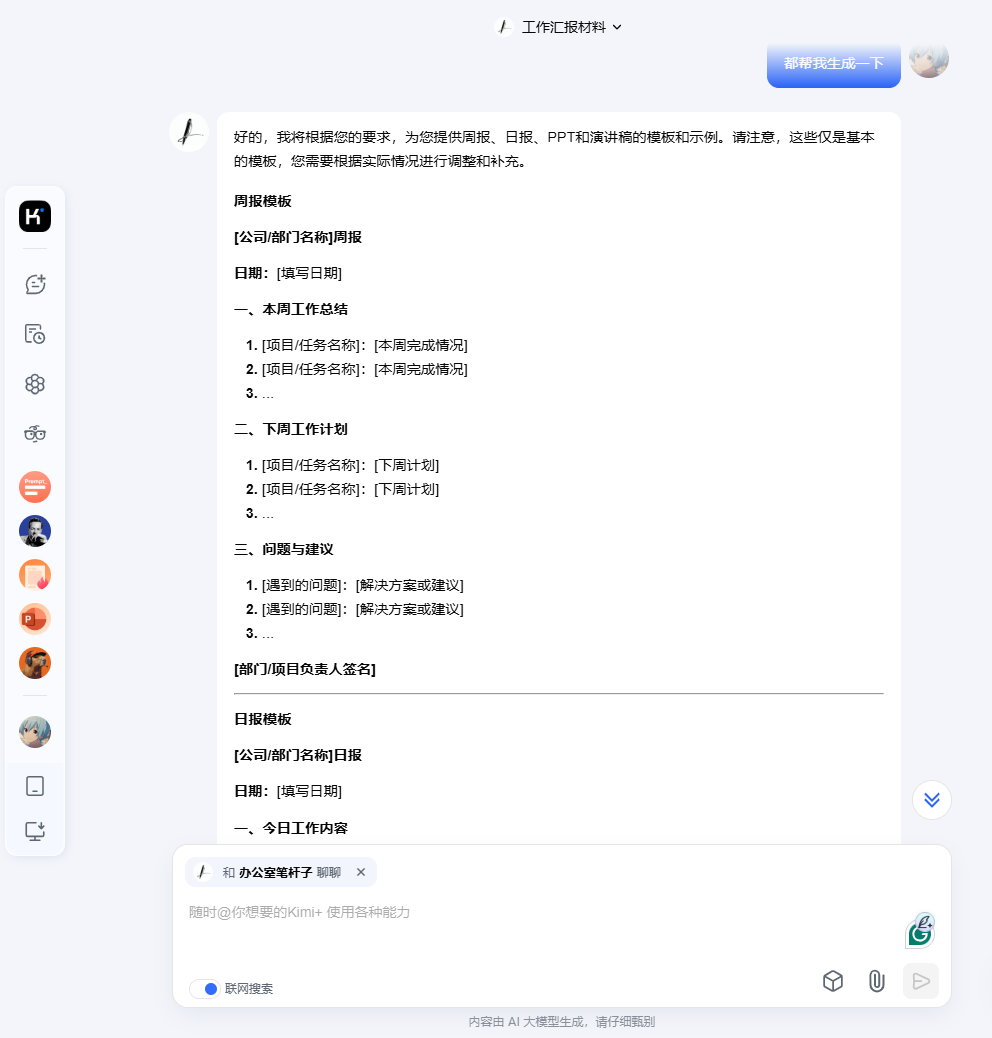 工作汇报材料
都帮我生成一下
好的，我将根据您的要求，为您提供周报、日报、PPT和演讲稿的模板和示例。请注意，这些仅是基本
的模板，您需要根据实际情况进行调整和补充。
周报模板
[公司/部门名称]周报
日期：[填写日期]
一、本周工作总结
1. [项目/任务名称]：[本周完成情况]
2. [项目/任务名称]：[本周完成情况]
3. ...
二、下周工作计划
1. [项目/任务名称]：[下周计划]
2. [项目/任务名称]：[下周计划]
3. ...
三、问题与建议
1. [遇到的问题]：[解决方案或建议]
2. [遇到的问题]：[解决方案或建议]
3. ...
[部门/项目负责人签名]
日报模板
[公司/部门名称]日报
日期：[填写日期]
一、今日工作内容
K
Prompt
P
和 办公室笔杆子 聊聊
随时@你想要的Kimi+ 使用各种能力
G
联网搜索
内容由 AI 大模型生成，请仔细甄别